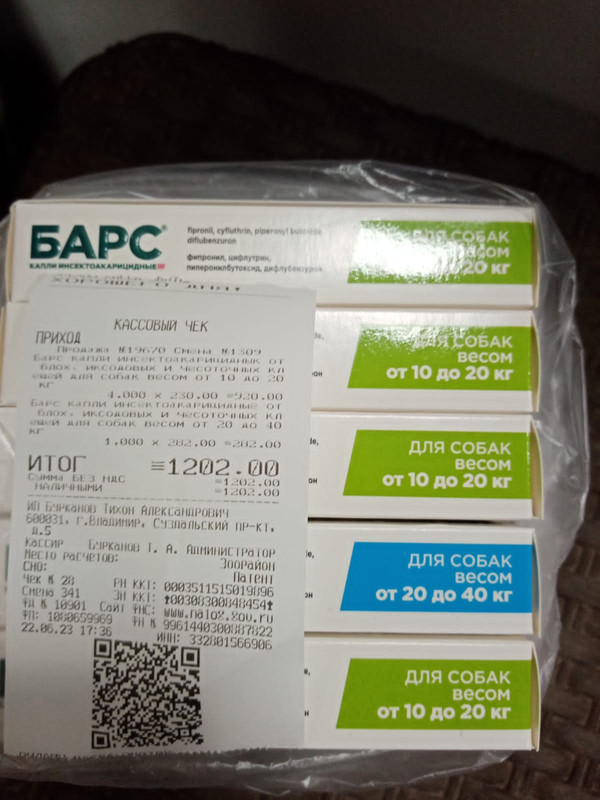 БАРС®
КАПЛИ ИНСЕКТОАКАРИЦИДНЫЕ
fipronil, cyfluthrin, piperonyl butoxide,
diflubenzuron
фипронил, цифлутрин,
пиперонилбутоксид, дифлубензурон
ДЛЯ СОБАК
весом
20 кг
КАССОВЫЙ ЧЕК
ПРИХОД
Продажа №19670 Смена №1309
Барс капли инсектоакарицидные от
блох, иксодовых и чесоточных кл
ещей для собак весом от 10 до 20
кг
4.000 x 230.00 =920.00
Барс капли инсектоакарицидные от
блох, иксодовых и чесоточных кл
ещей для собак весом от 20 до 40
кг
1.000 x 282.00 =282.00
ИТОГ =1202.00
Сумма БЕЗ НДС =1202.00
НАЛИЧНЫМИ =1202.00
ИП Бурканов Тихон Александрович
600031, г.Владимир, Суздальский пр-кт,
д.5
Кассир Бурканов Т. А. Администратор
Место расчетов: Зоорайон
СНО: Патент
Чек № 28 РН ККТ: 0003511515019896
Смена 341 ЗН ККТ: ↑00308300848454↑
ФД № 10901 Сайт ФНС: www.nalog.gov.ru
ФП: 1080659969 ФН № 9961440300887822
22.06.23 17:36 ИНН: 332801566906
ДЛЯ СОБАК
весом
от 10 до 20 кг
ДЛЯ СОБАК
весом
от 10 до 20 кг
ДЛЯ СОБАК
весом
от 20 до 40 кг
ДЛЯ СОБАК
весом
от 10 до 20 кг